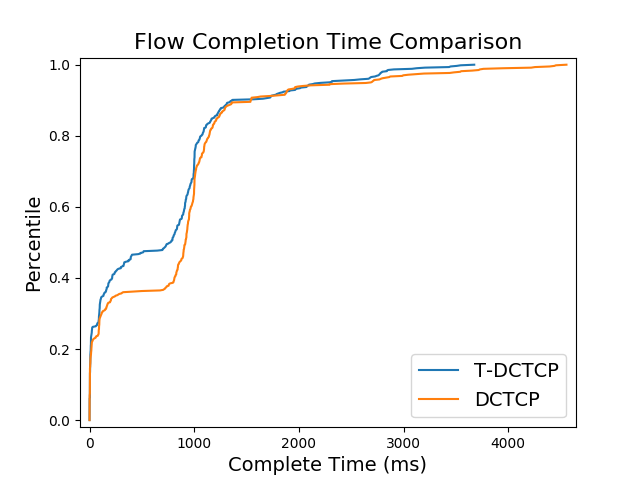 Flow Completion Time Comparison
Percentile
1.0
0.8
0.6
0.4
0.2
0.0
0
1000
2000
3000
4000
Complete Time (ms)
T-DCTCP
DCTCP